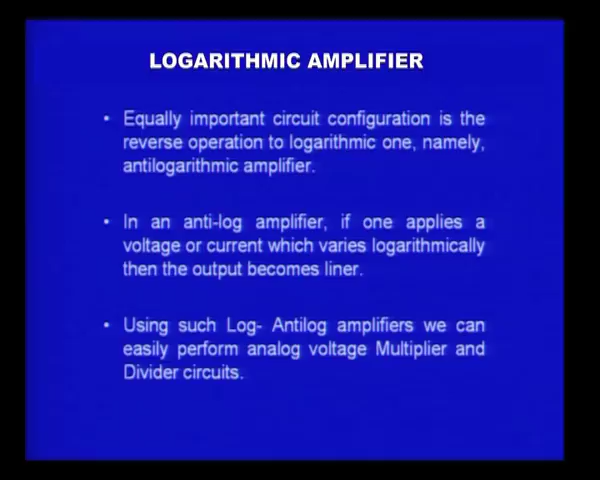 LOGARITHMIC AMPLIFIER
• Equally important circuit configuration is the
reverse operation to logarithmic one, namely,
antilogarithmic amplifier.
• In an anti-log amplifier, if one applies a
voltage or current which varies logarithmically
then the output becomes liner.
• Using such Log- Antilog amplifiers we can
easily perform analog voltage Multiplier and
Divider circuits.